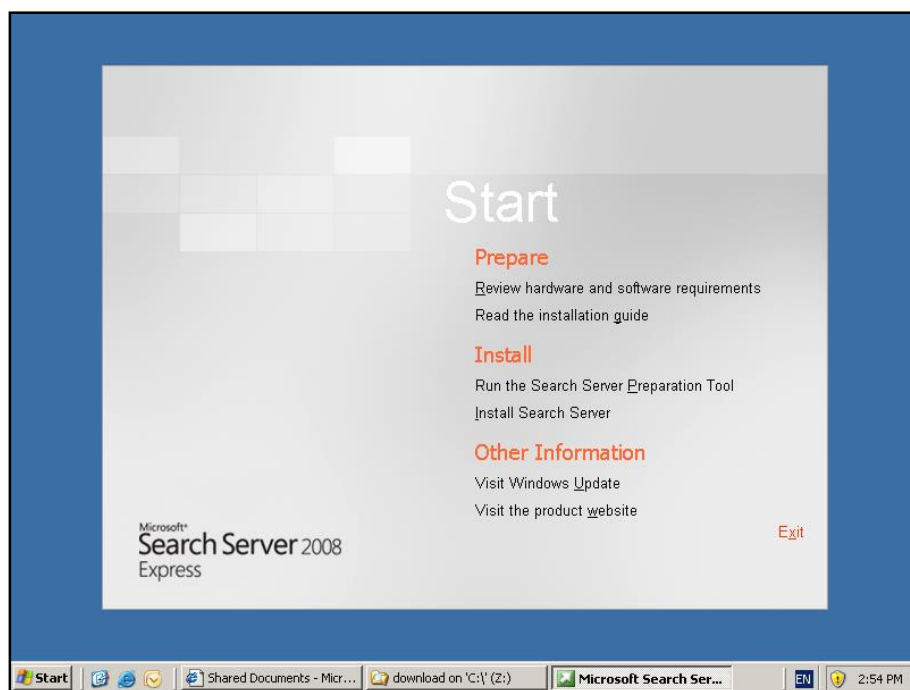 Start
Prepare
Review hardware and software requirements
Read the installation guide
Install
Run the Search Server Preparation Tool
Install Search Server
Other Information
Visit Windows Update
Visit the product website
Exit
Microsoft®
Search Server 2008
Express
Start
Shared Documents - Micr...
download on 'C:\' (Z:)
Microsoft Search Ser...
EN
2:54 PM